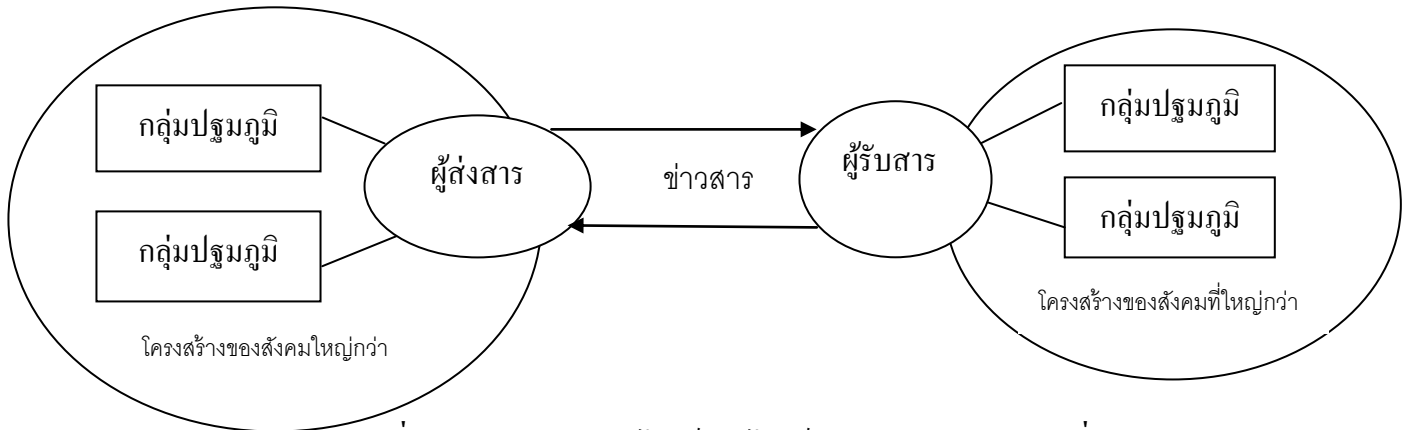 กลุ่มปฐมภูมิ
กลุ่มปฐมภูมิ
โครงสร้างของสังคมใหญ่กว่า
ผู้ส่งสาร
ข่าวสาร
ผู้รับสาร
กลุ่มปฐมภูมิ
กลุ่มปฐมภูมิ
โครงสร้างของสังคมที่ใหญ่กว่า